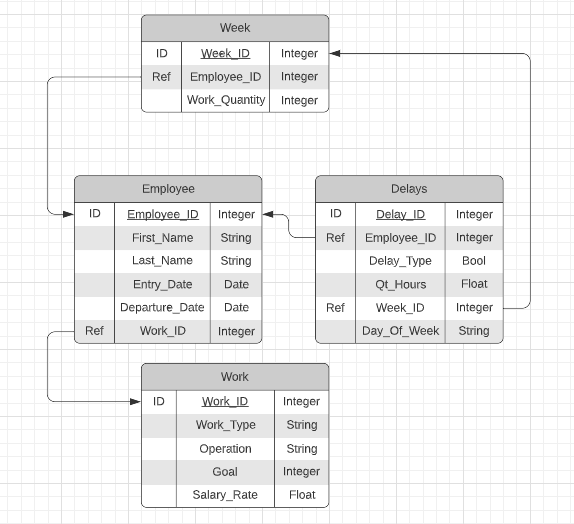 Week
ID Week_ID Integer
Ref Employee_ID Integer
Work_Quantity Integer
Employee
ID Employee_ID Integer
First_Name String
Last_Name String
Entry_Date Date
Departure_Date Date
Ref Work_ID Integer
Delays
ID Delay_ID Integer
Ref Employee_ID Integer
Delay_Type Bool
Qt_Hours Float
Ref Week_ID Integer
Day_Of_Week String
Work
ID Work_ID Integer
Work_Type String
Operation String
Goal Integer
Salary_Rate Float